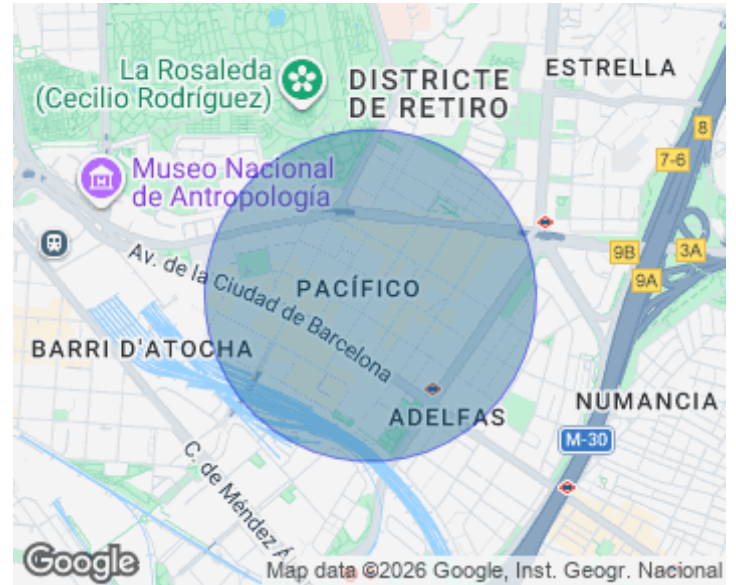 La Rosaleda
(Cecilio Rodríguez)
DISTRICTE
DE RETIRO
ESTRELLA
8
7-6
Museo Nacional
de Antropología
9B
3A
9A
Av. de la Ciudad de Barcelona
PACÍFICO
BARRI D'ATOCHA
ADELFAS
NUMANCIA
M-30
C. de Méndez Á
Google
Map data ©2026 Google, Inst. Geogr. Nacional